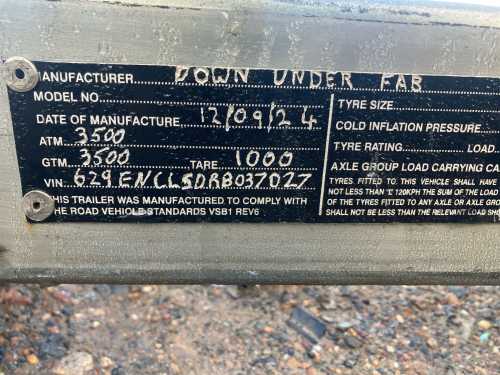 MANUFACTURER DOWN UNDER FAB
MODEL NO.
DATE OF MANUFACTURE 12/09/24
ATM 3500
GTM 3500 TARE 1000
VIN 629ENCLSDRB037027
THIS TRAILER WAS MANUFACTURED TO COMPLY WITH
THE ROAD VEHICLE STANDARDS VSB1 REV6
TYRE SIZE
COLD INFLATION PRESSURE
TYRE RATING LOAD
AXLE GROUP LOAD CARRYING CA
TYRES FITTED TO THIS VEHICLE SHALL HAVE
NOT LESS THAN 120KPH THE SUM OF THE LOAD
OF THE TYRES FITTED TO ANY AXLE OR AXLE GRO
SHALL NOT BE LESS THAN THE RELEVANT LOAD SH